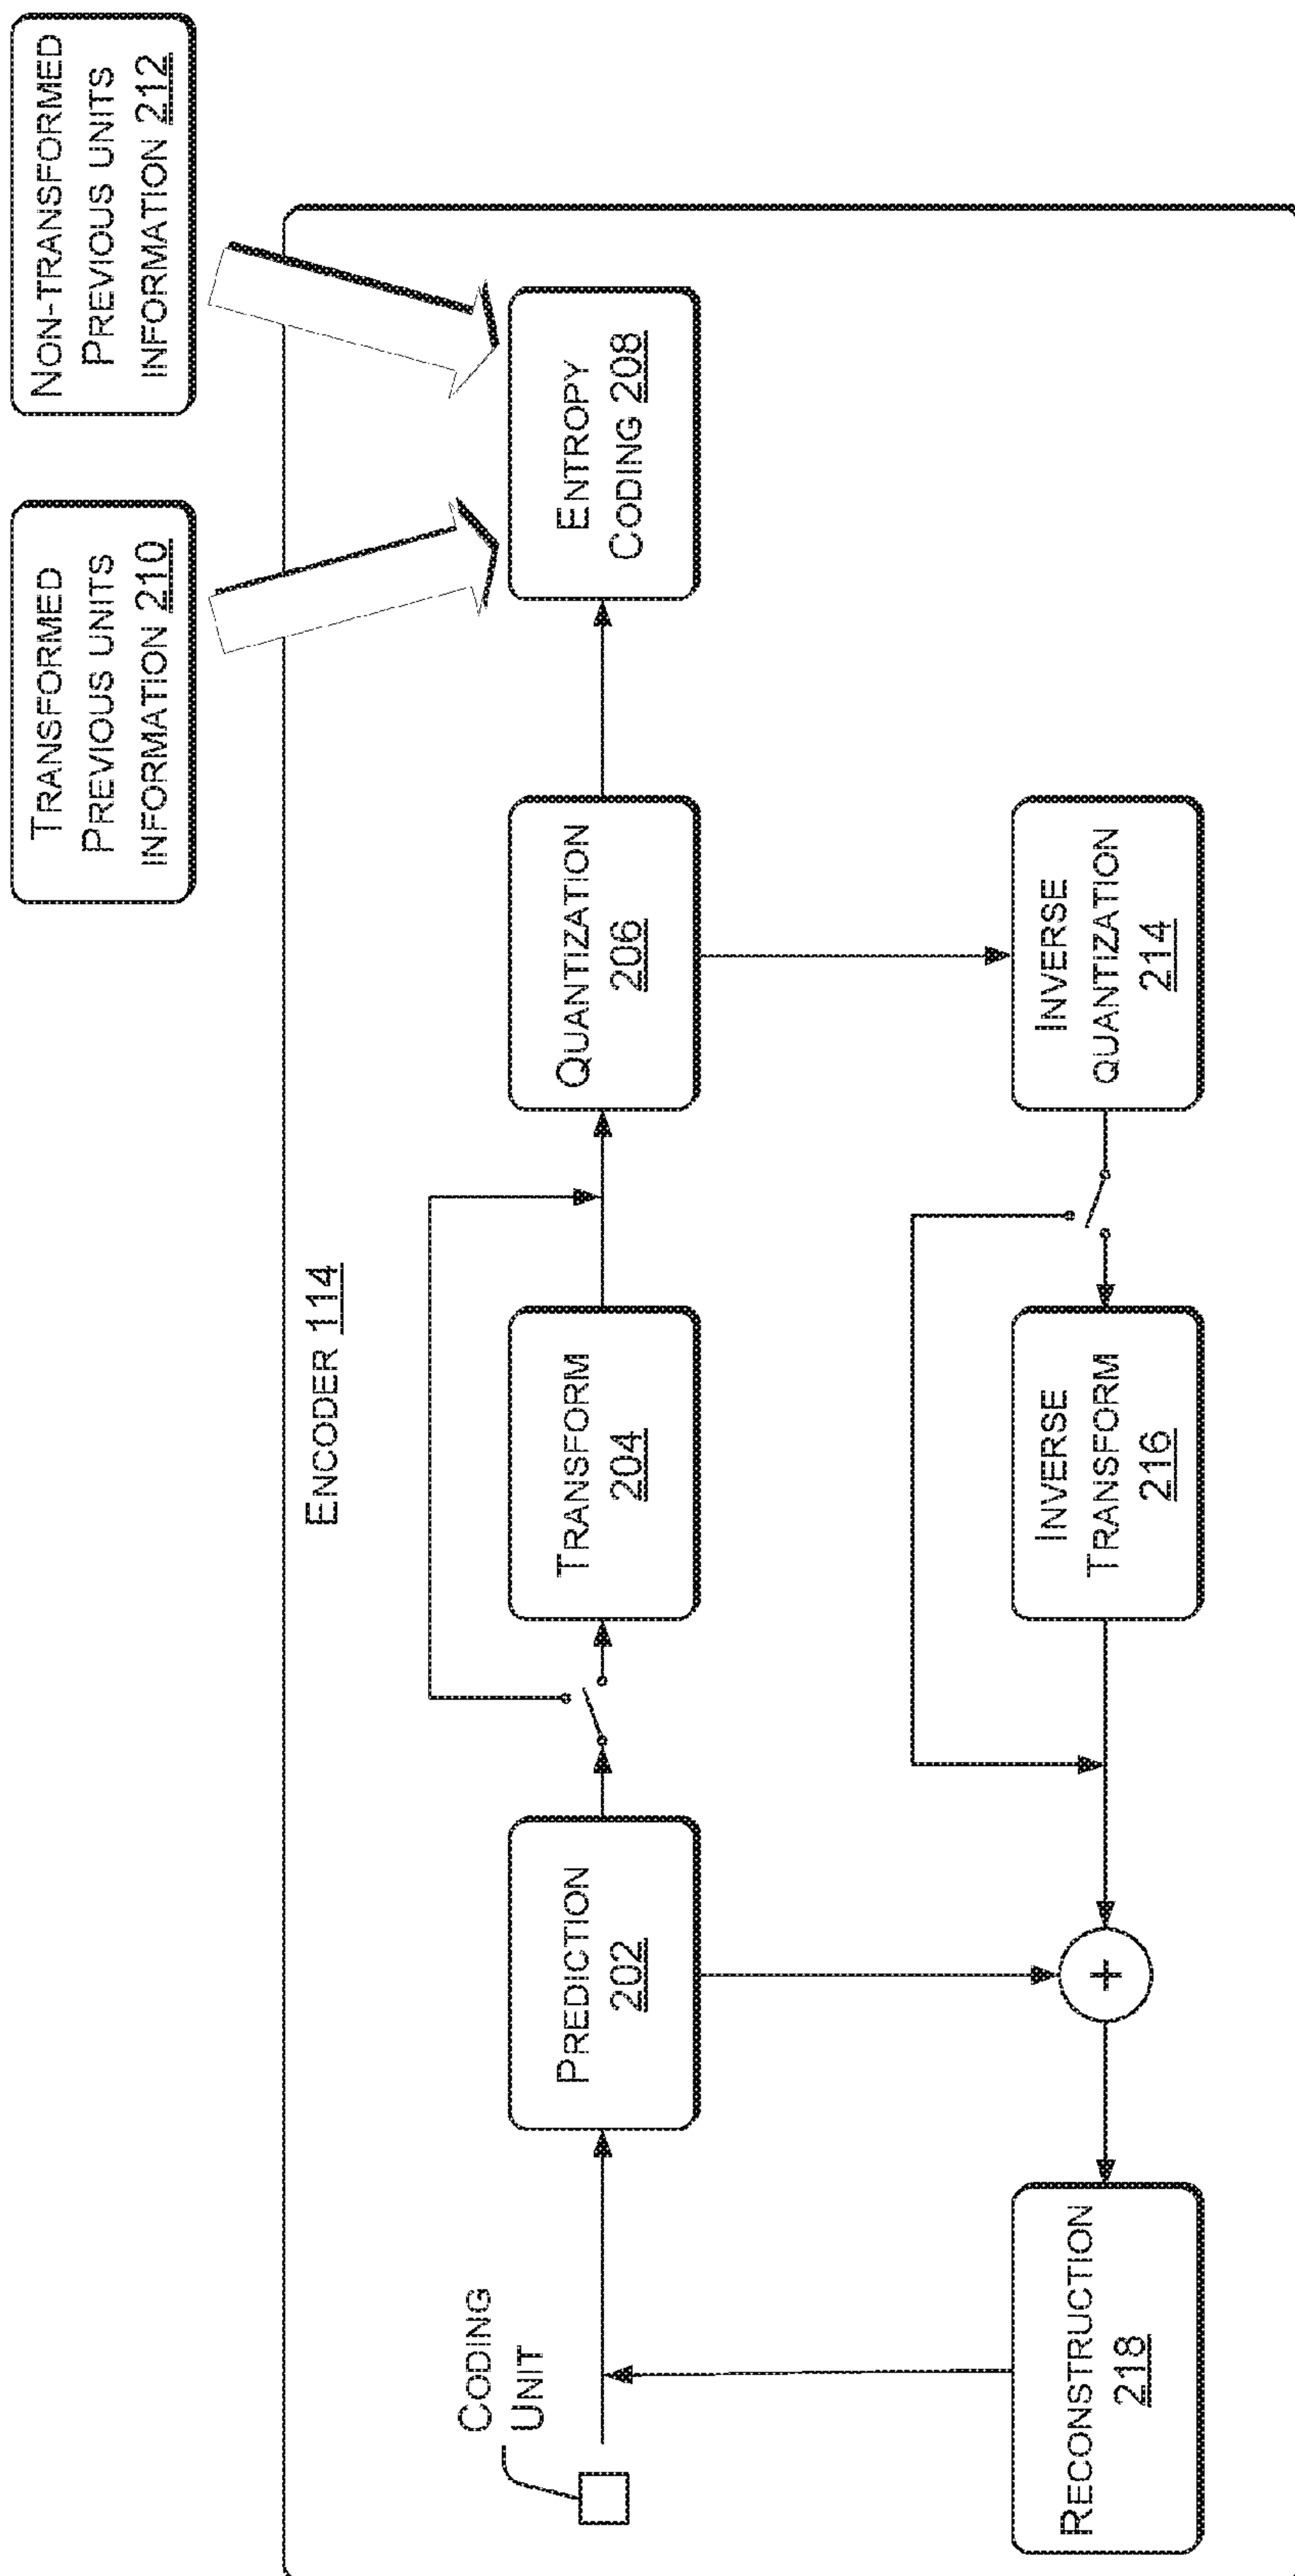 TRANSFORMED
PREVIOUS UNITS
INFORMATION 210
NON-TRANSFORMED
PREVIOUS UNITS
INFORMATION 212
ENCODER 114
CODING
UNIT
PREDICTION
202
TRANSFORM
204
QUANTIZATION
206
ENTROPY
CODING 208
RECONSTRUCTION
218
+
INVERSE
TRANSFORM
216
INVERSE
QUANTIZATION
214